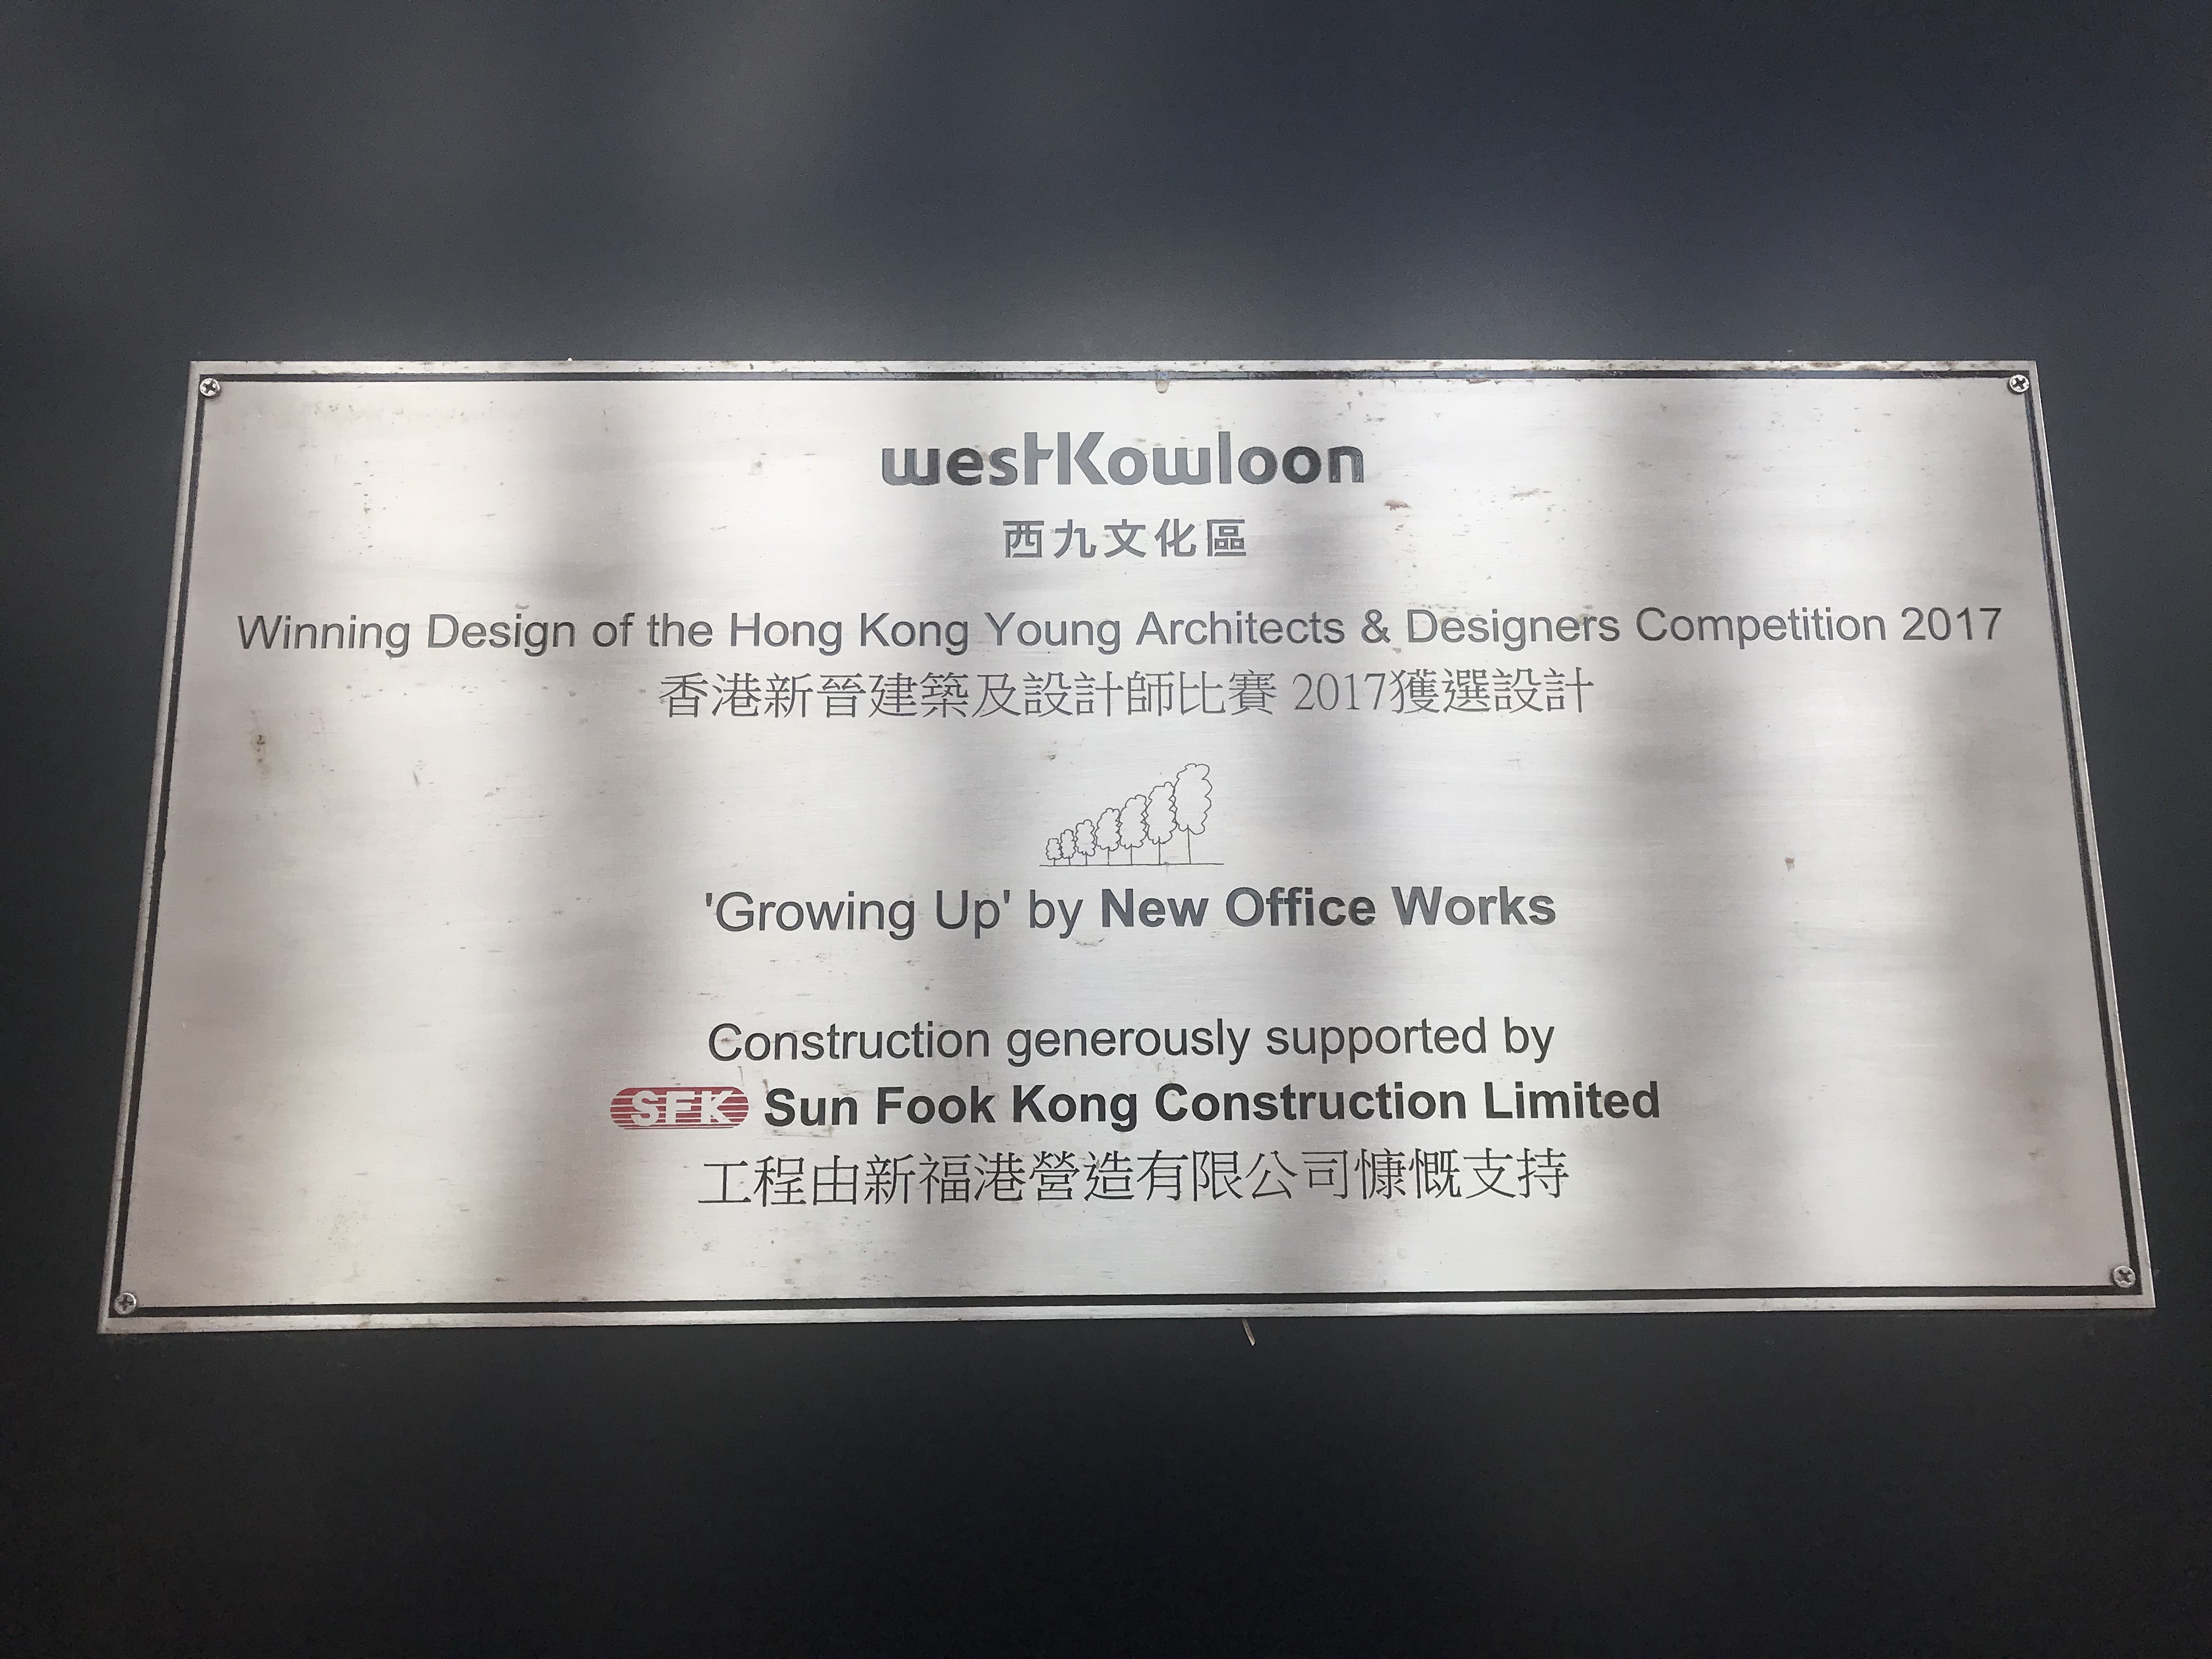 westKowloon
西九文化區
Winning Design of the Hong Kong Young Architects & Designers Competition 2017
香港新晉建築及設計師比賽 2017獲選設計
'Growing Up' by New Office Works
Construction generously supported by
SFK Sun Fook Kong Construction Limited
工程由新福港營造有限公司慷慨支持